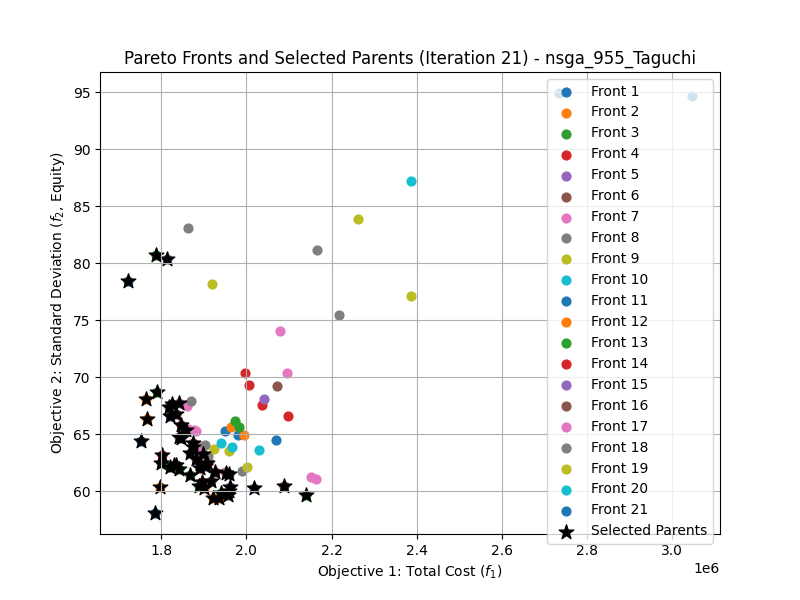 Pareto Fronts and Selected Parents (Iteration 21) - nsga_955_Taguchi
Objective 2: Standard Deviation (f₂, Equity)
95
90
85
80
75
70
65
60
Front 1
Front 2
Front 3
Front 4
Front 5
Front 6
Front 7
Front 8
Front 9
Front 10
Front 11
Front 12
Front 13
Front 14
Front 15
Front 16
Front 17
Front 18
Front 19
Front 20
Front 21
Selected Parents
1.8 2.0 2.2 2.4 2.6 2.8 3.0
1e6
Objective 1: Total Cost (f₁)